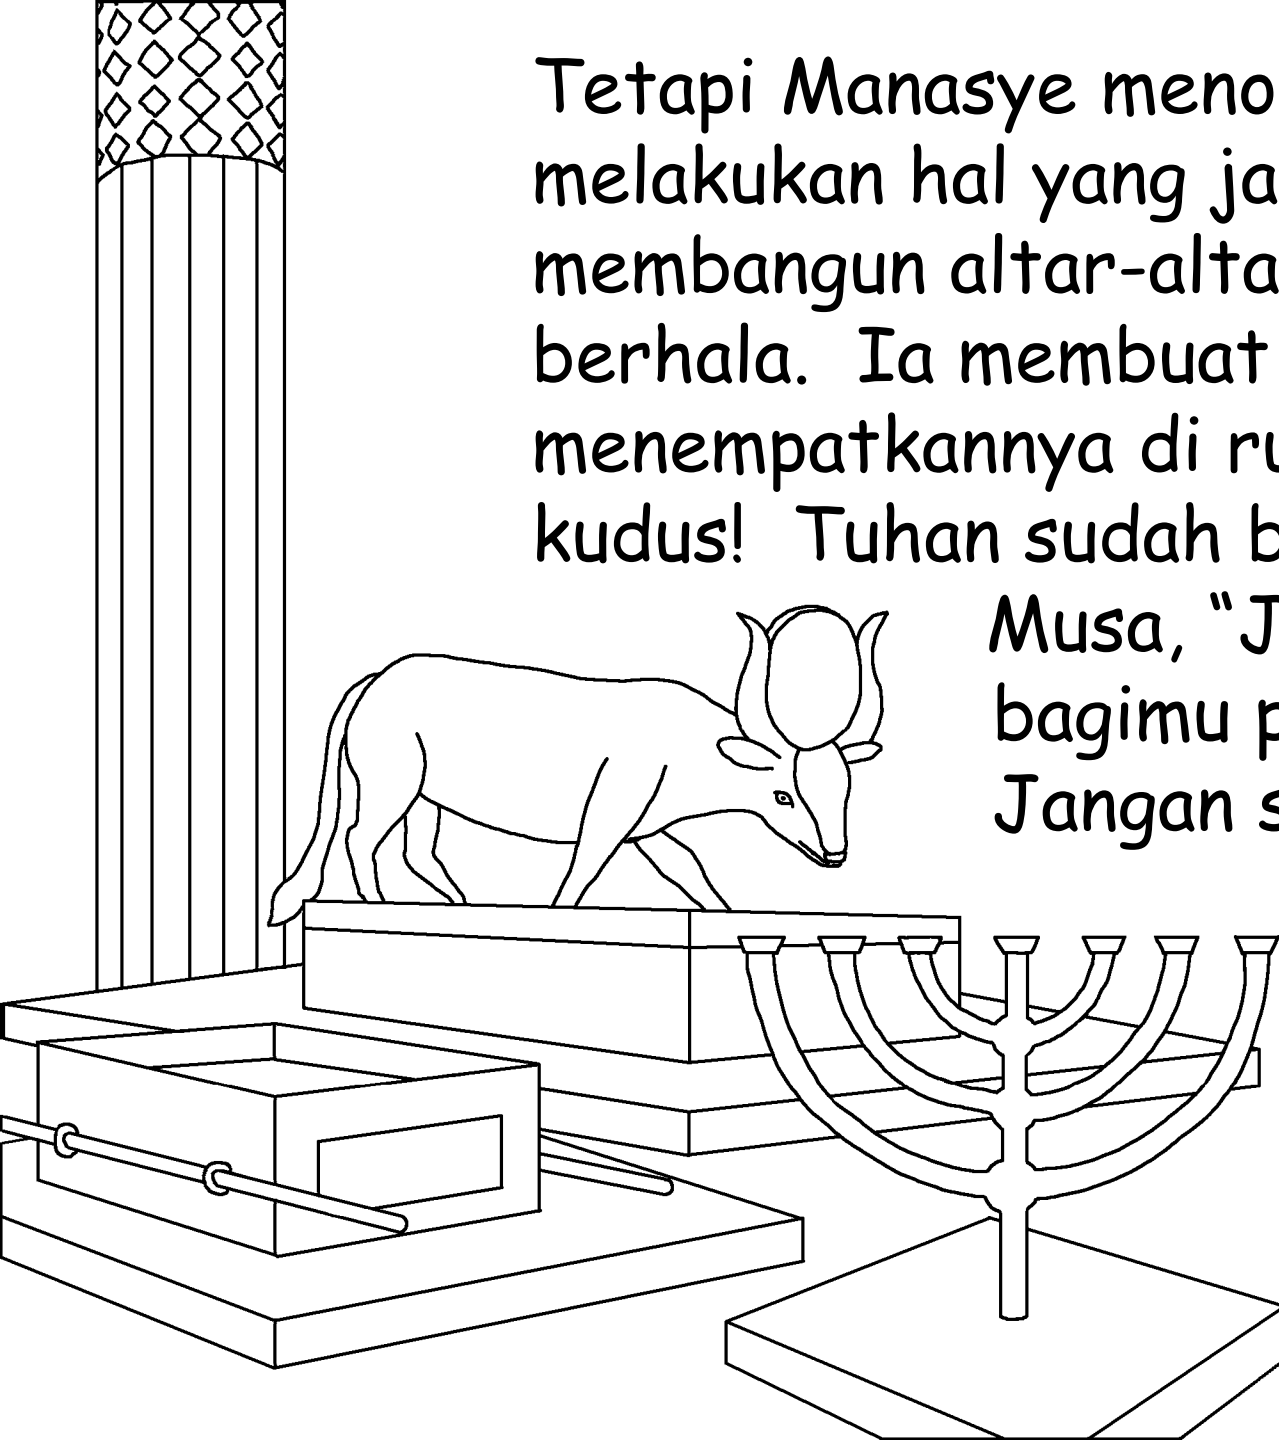 Tetapi Manasye meno
melakukan hal yang ja
membangun altar-alta
berhala.  Ia membuat
menempatkannya di ru
kudus!  Tuhan sudah b
Musa, “J
bagimu p
Jangan s